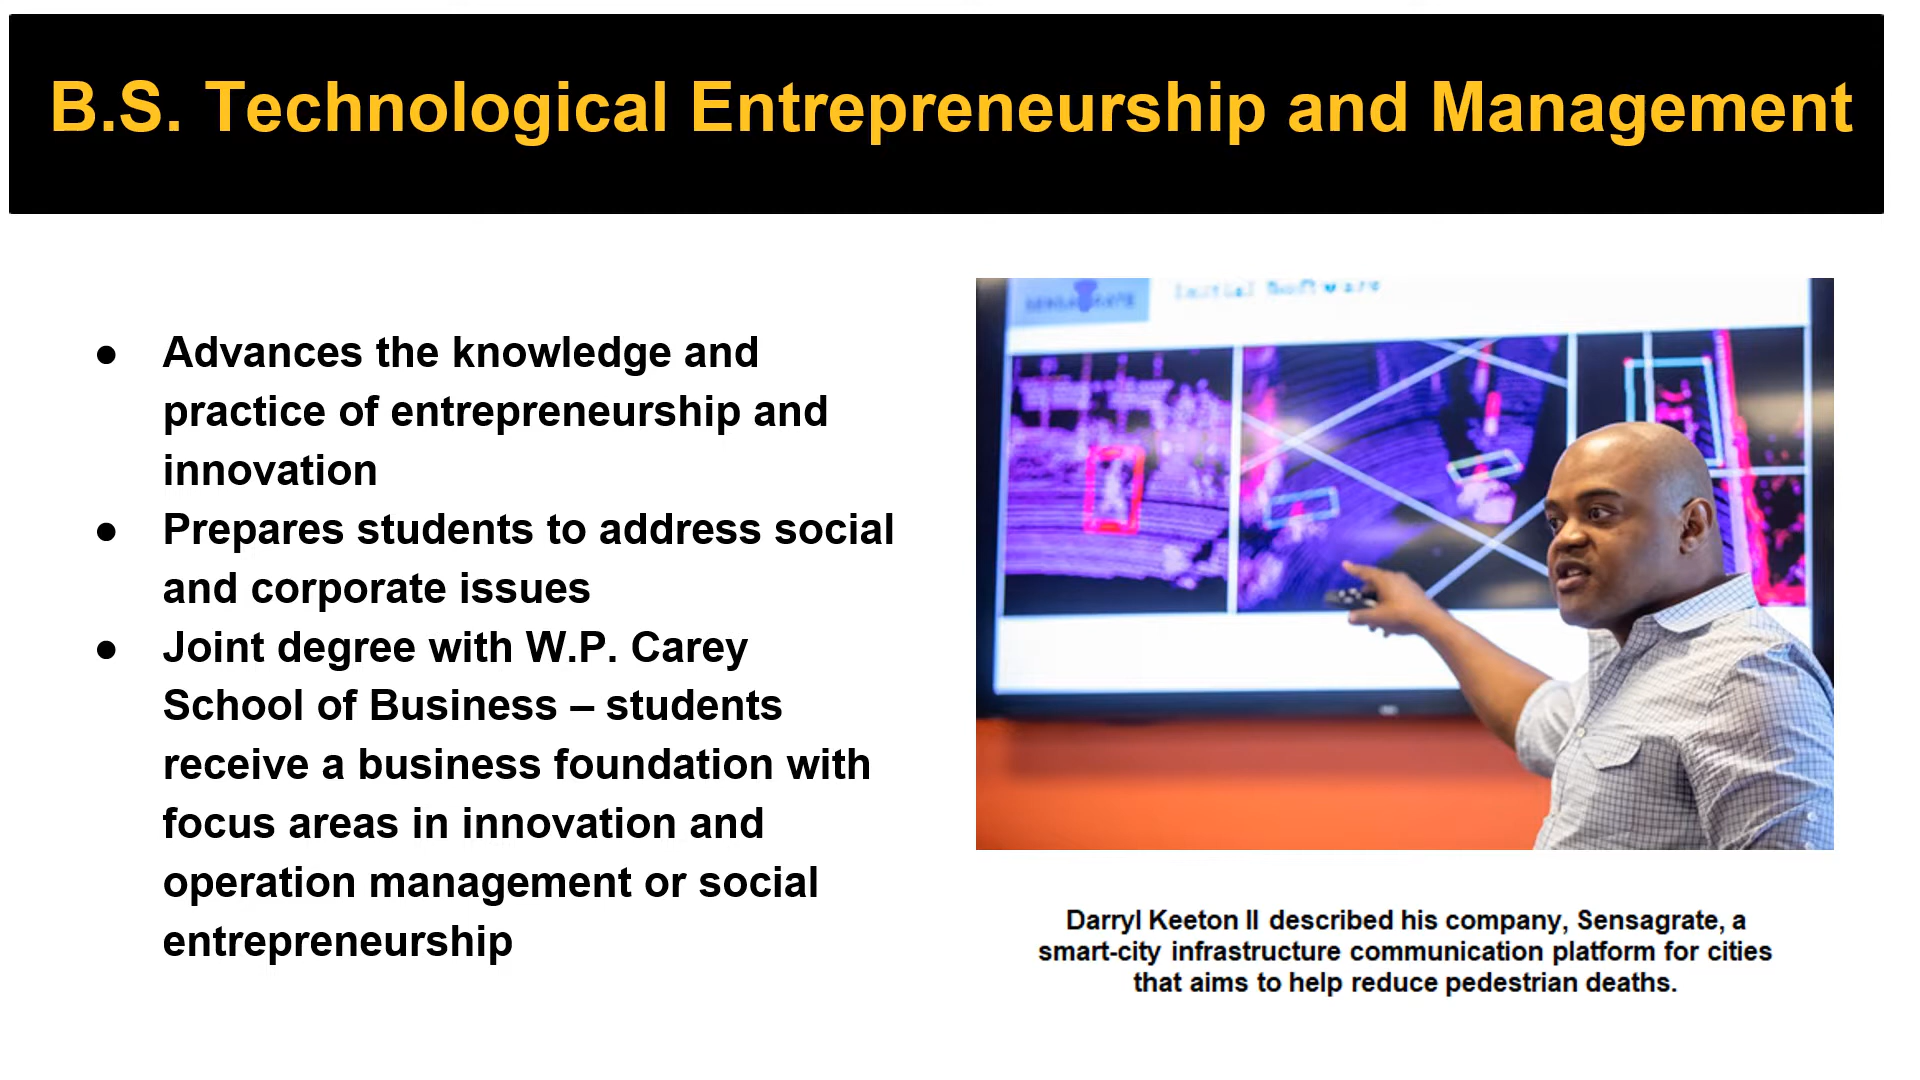 B.S. Technological Entrepreneurship and Management
● Advances the knowledge and
practice of entrepreneurship and
innovation
● Prepares students to address social
and corporate issues
● Joint degree with W.P. Carey
School of Business – students
receive a business foundation with
focus areas in innovation and
operation management or social
entrepreneurship
Initial Software
Darryl Keeton II described his company, Sensagrate, a
smart-city infrastructure communication platform for cities
that aims to help reduce pedestrian deaths.